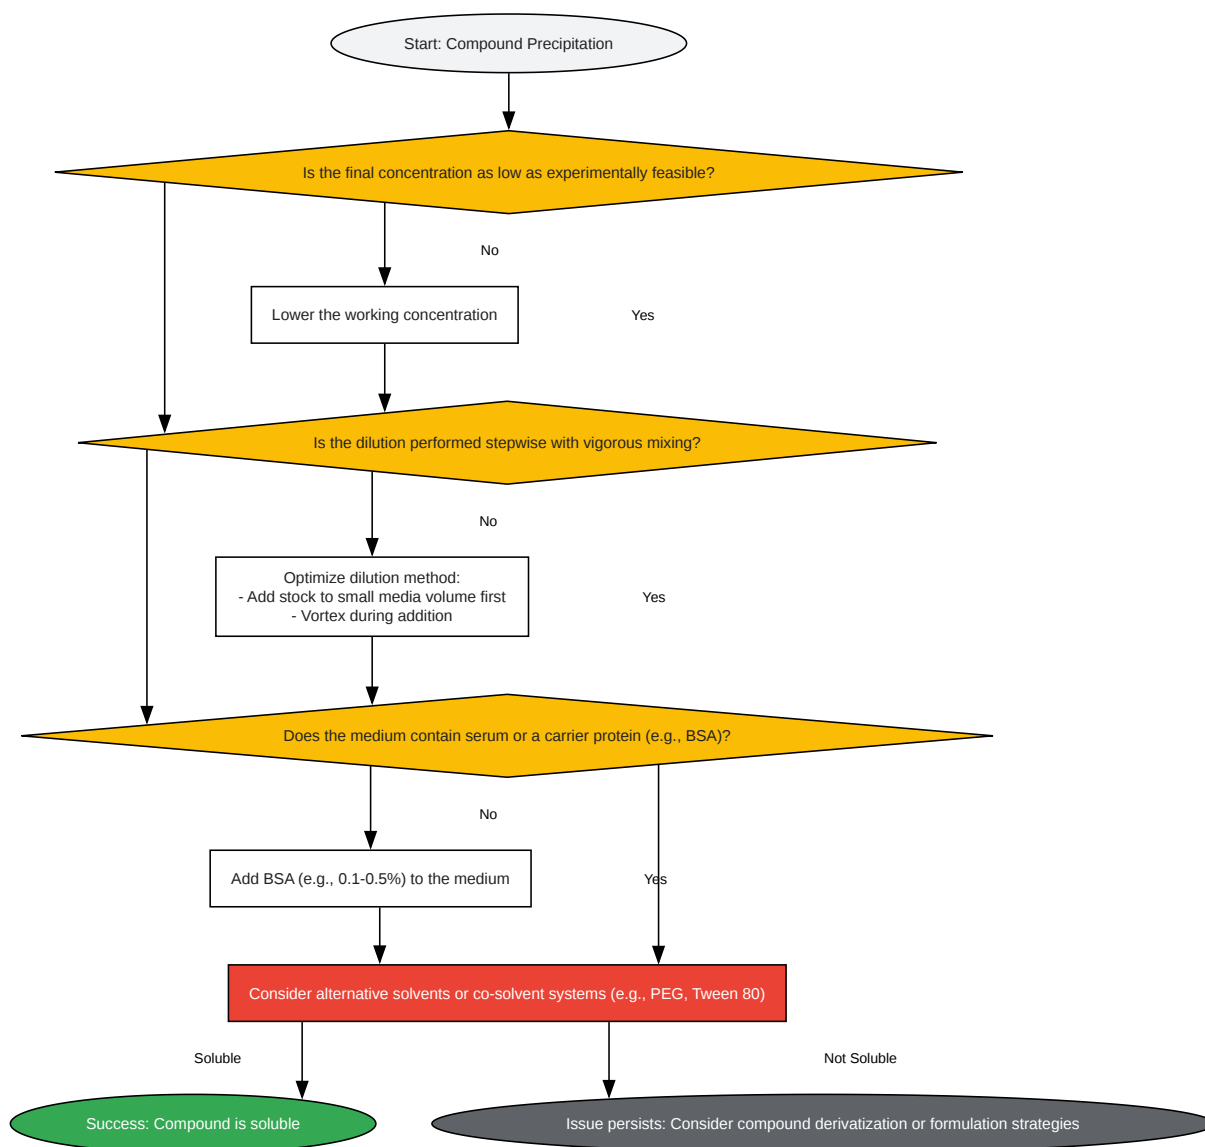 Start: Compound Precipitation
Is the final concentration as low as experimentally feasible?
No
Lower the working concentration
Yes
Is the dilution performed stepwise with vigorous mixing?
No
Optimize dilution method:
- Add stock to small media volume first
- Vortex during addition
Yes
Does the medium contain serum or a carrier protein (e.g., BSA)?
No
Add BSA (e.g., 0.1-0.5%) to the medium
Yes
Consider alternative solvents or co-solvent systems (e.g., PEG, Tween 80)
Soluble
Not Soluble
Success: Compound is soluble
Issue persists: Consider compound derivatization or formulation strategies